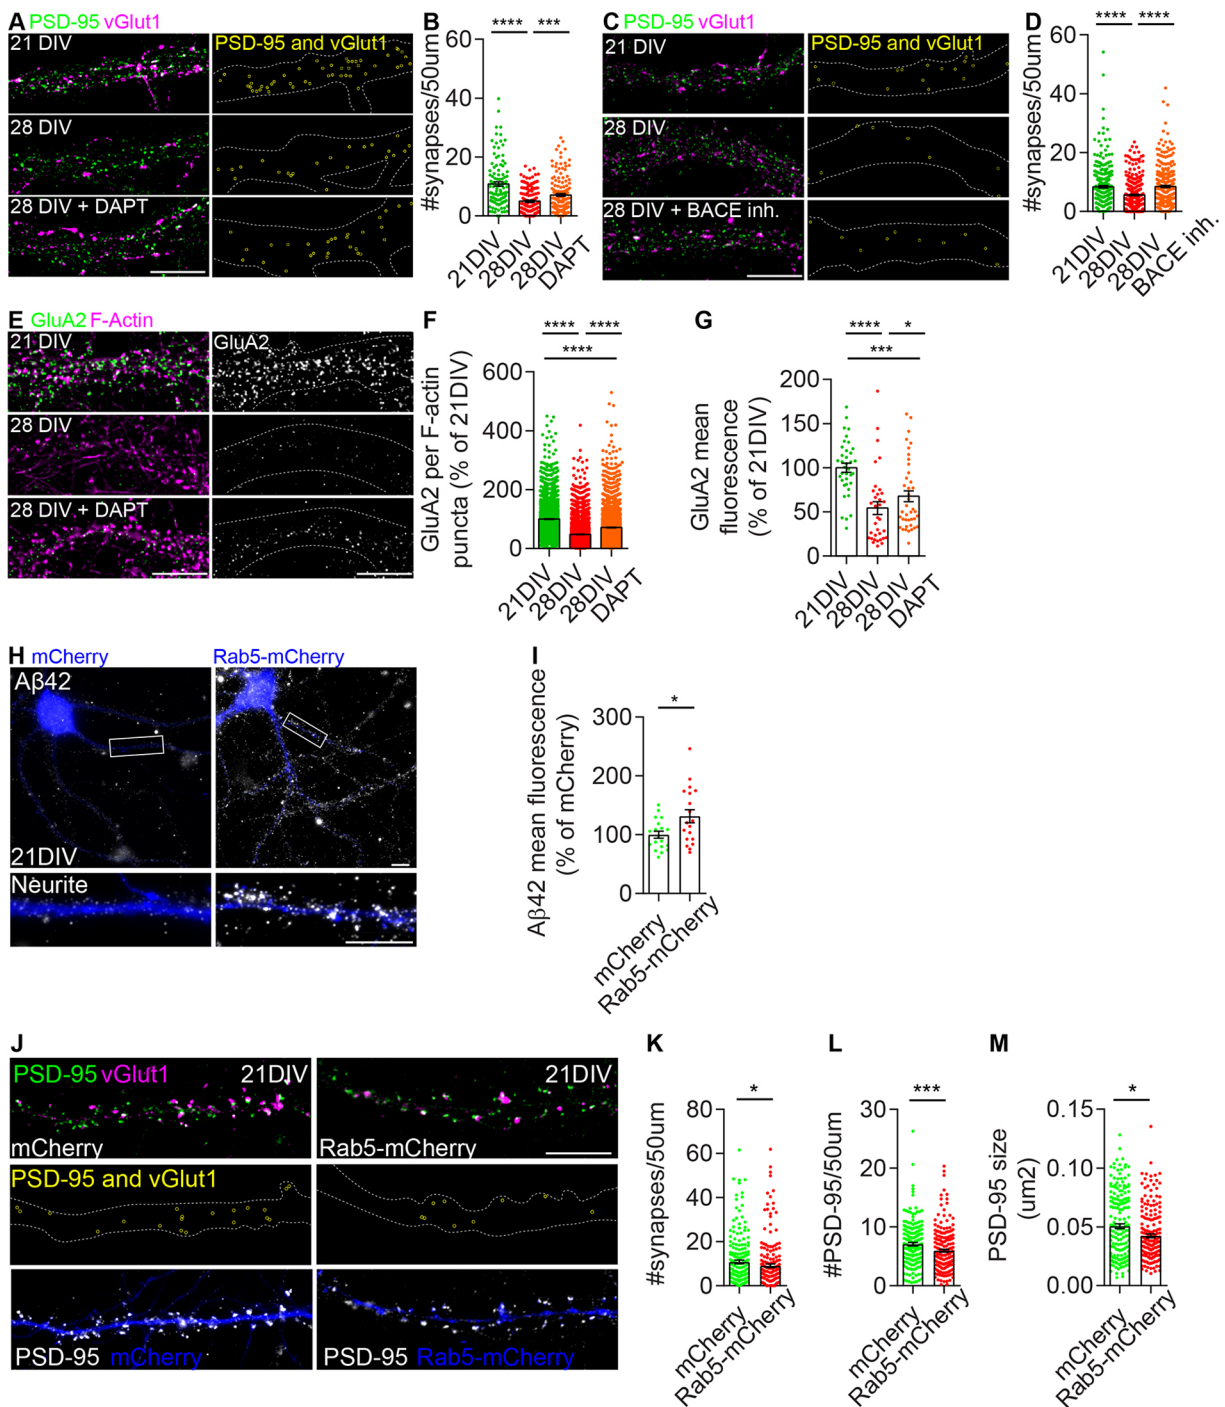 A PSD-95 vGlut1
21 DIV
PSD-95 and vGlut1
28 DIV
28 DIV + DAPT
B
**** ***
#synapses/50um
60
40
20
0
21DIV
28DIV
28DIV
DAPT
C PSD-95 vGlut1
21 DIV
PSD-95 and vGlut1
28 DIV
28 DIV + BACE inh.
D
**** ****
#synapses/50um
60
40
20
0
21DIV
28DIV
28DIV
BACE inh.
E GluA2 F-Actin
21 DIV
GluA2
28 DIV
28 DIV + DAPT
F
**** ****
****
GluA2 per F-actin
puncta (% of 21DIV)
600
400
200
0
21DIV
28DIV
28DIV
DAPT
G
**** *
***
GluA2 mean
fluorescence
(% of 21DIV)
200
150
100
50
0
21DIV
28DIV
28DIV
DAPT
H mCherry
Rab5-mCherry
Aβ42
21DIV
Neurite
I
*
Aβ42 mean fluorescence
(% of mCherry)
300
200
100
0
mCherry
Rab5-mCherry
J
PSD-95 vGlut1 21DIV
mCherry
21DIV
Rab5-mCherry
PSD-95 and vGlut1
PSD-95 mCherry
PSD-95 Rab5-mCherry
K
*
#synapses/50um
80
60
40
20
0
mCherry
Rab5-mCherry
L
***
#PSD-95/50um
30
20
10
0
mCherry
Rab5-mCherry
M
*
PSD-95 size
(um2)
0.15
0.10
0.05
0.00
mCherry
Rab5-mCherry